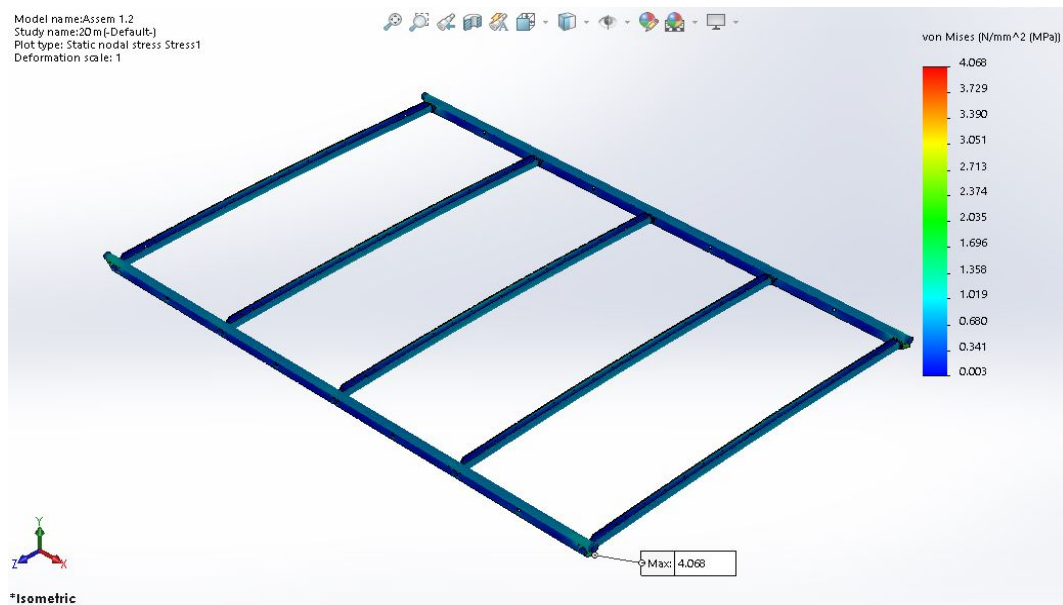 Model name:Assem 1.2
Study name:20 m(-Default-)
Plot type: Static nodal stress Stress1
Deformation scale: 1
von Mises (N/mm^2 (MPa))
4.068
3.729
3.390
3.051
2.713
2.374
2.035
1.696
1.358
1.019
0.680
0.341
0.003
Max: 4.068
Y
Z
X
*Isometric